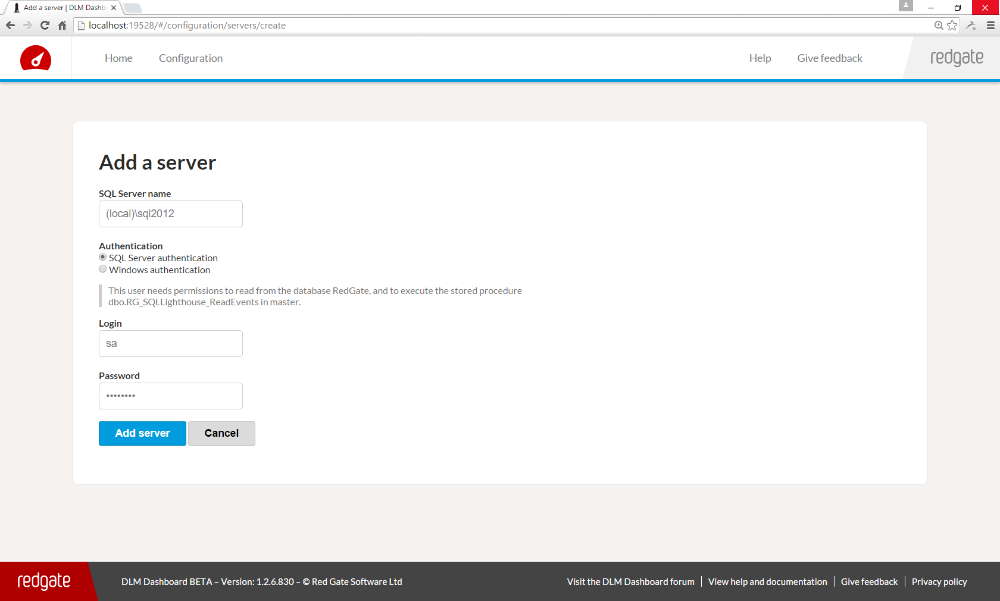 Add a server | DLM Dashb
localhost:19528/#/configuration/servers/create
Home Configuration Help Give feedback redgate
Add a server
SQL Server name
(local)\sql2012
Authentication
SQL Server authentication
Windows authentication
This user needs permissions to read from the database RedGate, and to execute the stored procedure
dbo.RG_SQLLighthouse_ReadEvents in master.
Login
sa
Password
••••••••
Add server Cancel
redgate DLM Dashboard BETA – Version: 1.2.6.830 – © Red Gate Software Ltd Visit the DLM Dashboard forum | View help and documentation | Give feedback | Privacy policy